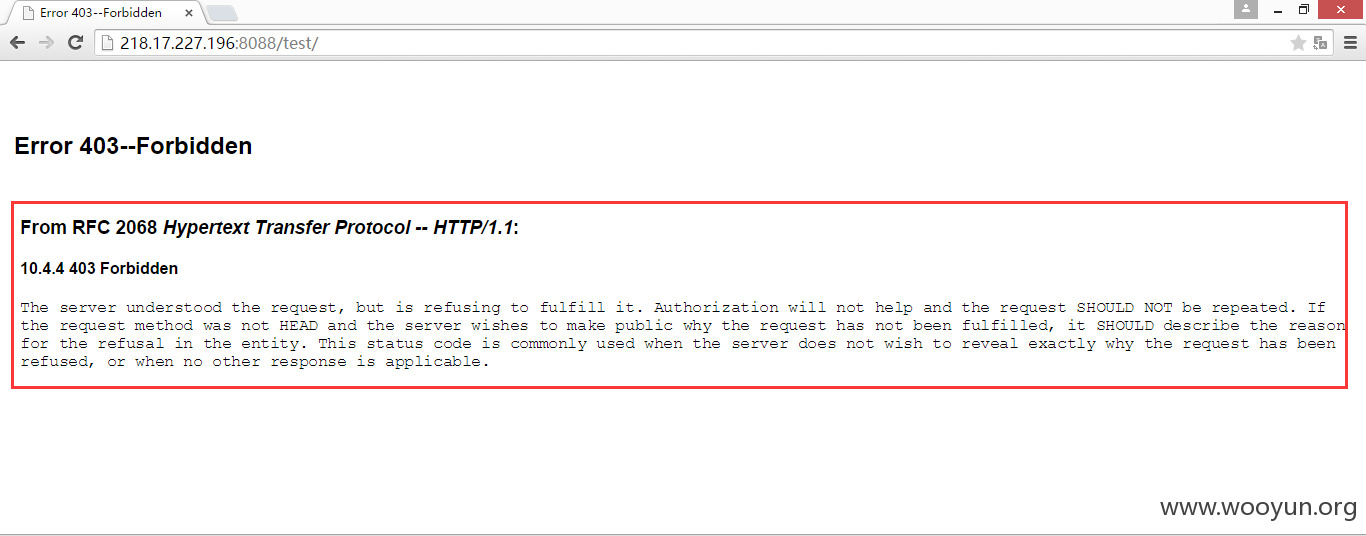 Error 403--Forbidden
218.17.227.196:8088/test/
Error 403--Forbidden
From RFC 2068 Hypertext Transfer Protocol -- HTTP/1.1:
10.4.4 403 Forbidden
The server understood the request, but is refusing to fulfill it. Authorization will not help and the request SHOULD NOT be repeated. If
the request method was not HEAD and the server wishes to make public why the request has not been fulfilled, it SHOULD describe the reason
for the refusal in the entity. This status code is commonly used when the server does not wish to reveal exactly why the request has been
refused, or when no other response is applicable.
www.wooyun.org